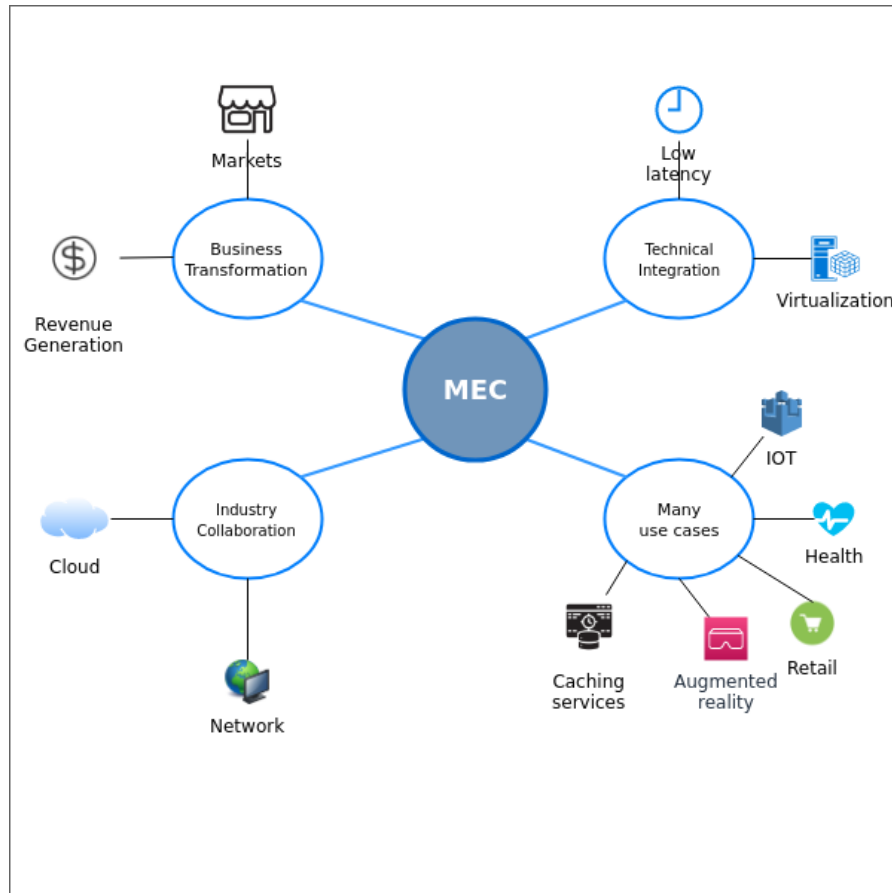 Markets
Low
latency
Business
Transformation
Technical
Integration
Revenue
Generation
Virtualization
MEC
IOT
Industry
Collaboration
Many
use cases
Cloud
Health
Network
Caching
services
Augmented
reality
Retail